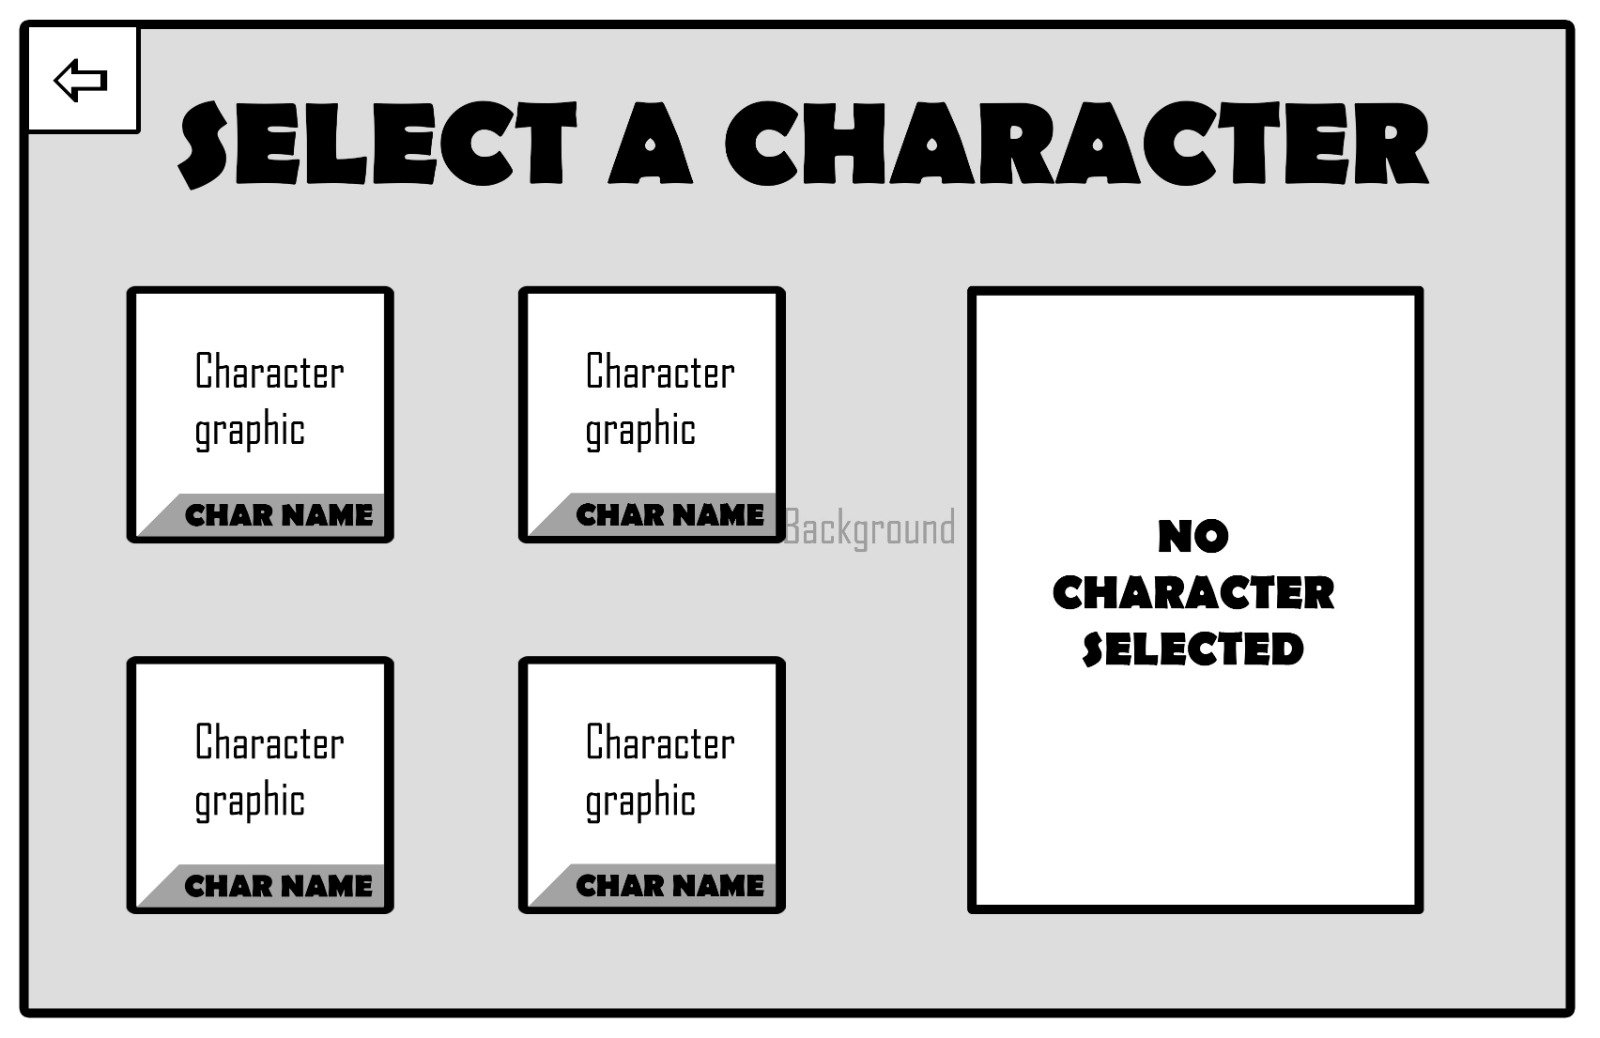 SELECT A CHARACTER
Character
graphic
CHAR NAME
Character
graphic
CHAR NAME
Background
NO
CHARACTER
SELECTED
Character
graphic
CHAR NAME
Character
graphic
CHAR NAME